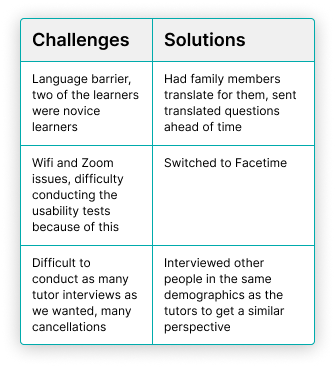 Challenges
Solutions
Language barrier,
two of the learners
were novice
learners
Had family members
translate for them, sent
translated questions
ahead of time
Wifi and Zoom
issues, difficulty
conducting the
usability tests
because of this
Switched to Facetime
Difficult to
conduct as many
tutor interviews as
we wanted, many
cancellations
Interviewed other
people in the same
demographics as the
tutors to get a similar
perspective